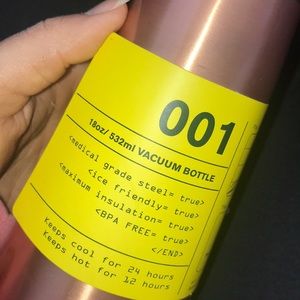 001
18oz/ 532ml VACUUM BOTTLE
<medical grade steel= true>
<ice friendly= true>
<maximum insulation= true>
<BPA FREE= true>
</END>
Keeps cool for 24 hours
Keeps hot for 12 hours